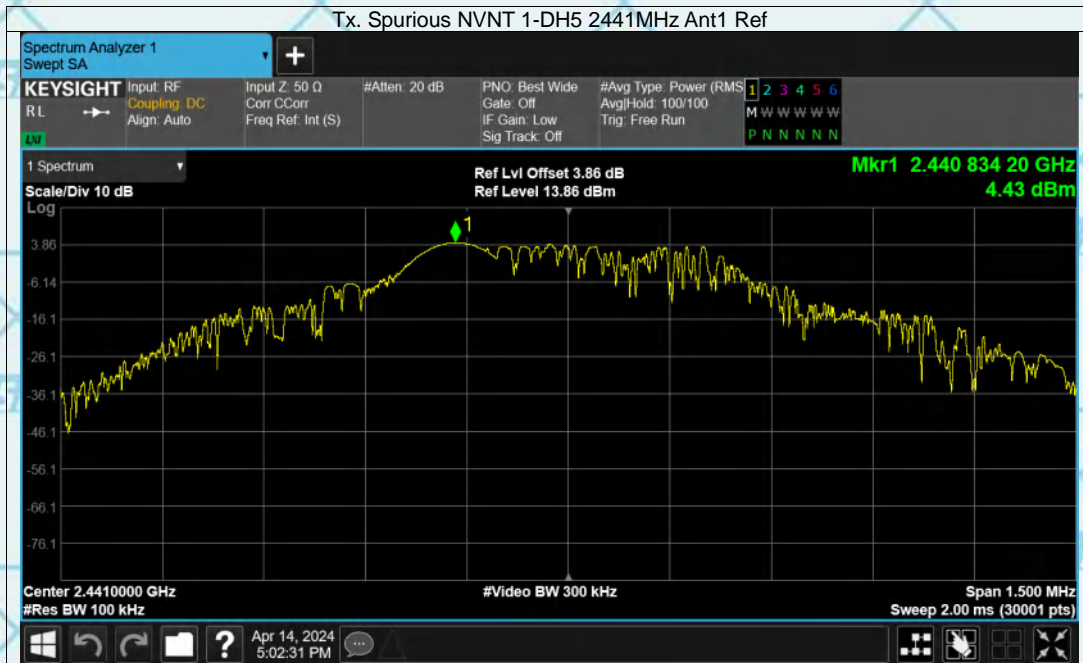 Tx. Spurious NVNT 1-DH5 2441MHz Ant1 Ref
Spectrum Analyzer 1
Swept SA
+
KEYSIGHT Input: RF Input Z: 50 Ω #Atten: 20 dB PNO: Best Wide #Avg Type: Power (RMS 1 2 3 4 5 6
RL Coupling: DC Corr CCorr Gate: Off Avg|Hold: 100/100 M W W W W W
Align: Auto Freq Ref: Int (S) IF Gain: Low Trig: Free Run
LXI Sig Track: Off P N N N N N
1 Spectrum Ref Lvl Offset 3.86 dB Mkr1 2.440 834 20 GHz
Scale/Div 10 dB Ref Level 13.86 dBm 4.43 dBm
Log
1
3.86
-6.14
-16.1
-26.1
-36.1
-46.1
-56.1
-66.1
-76.1
Center 2.4410000 GHz #Video BW 300 kHz Span 1.500 MHz
#Res BW 100 kHz Sweep 2.00 ms (30001 pts)
? Apr 14, 2024
5:02:31 PM